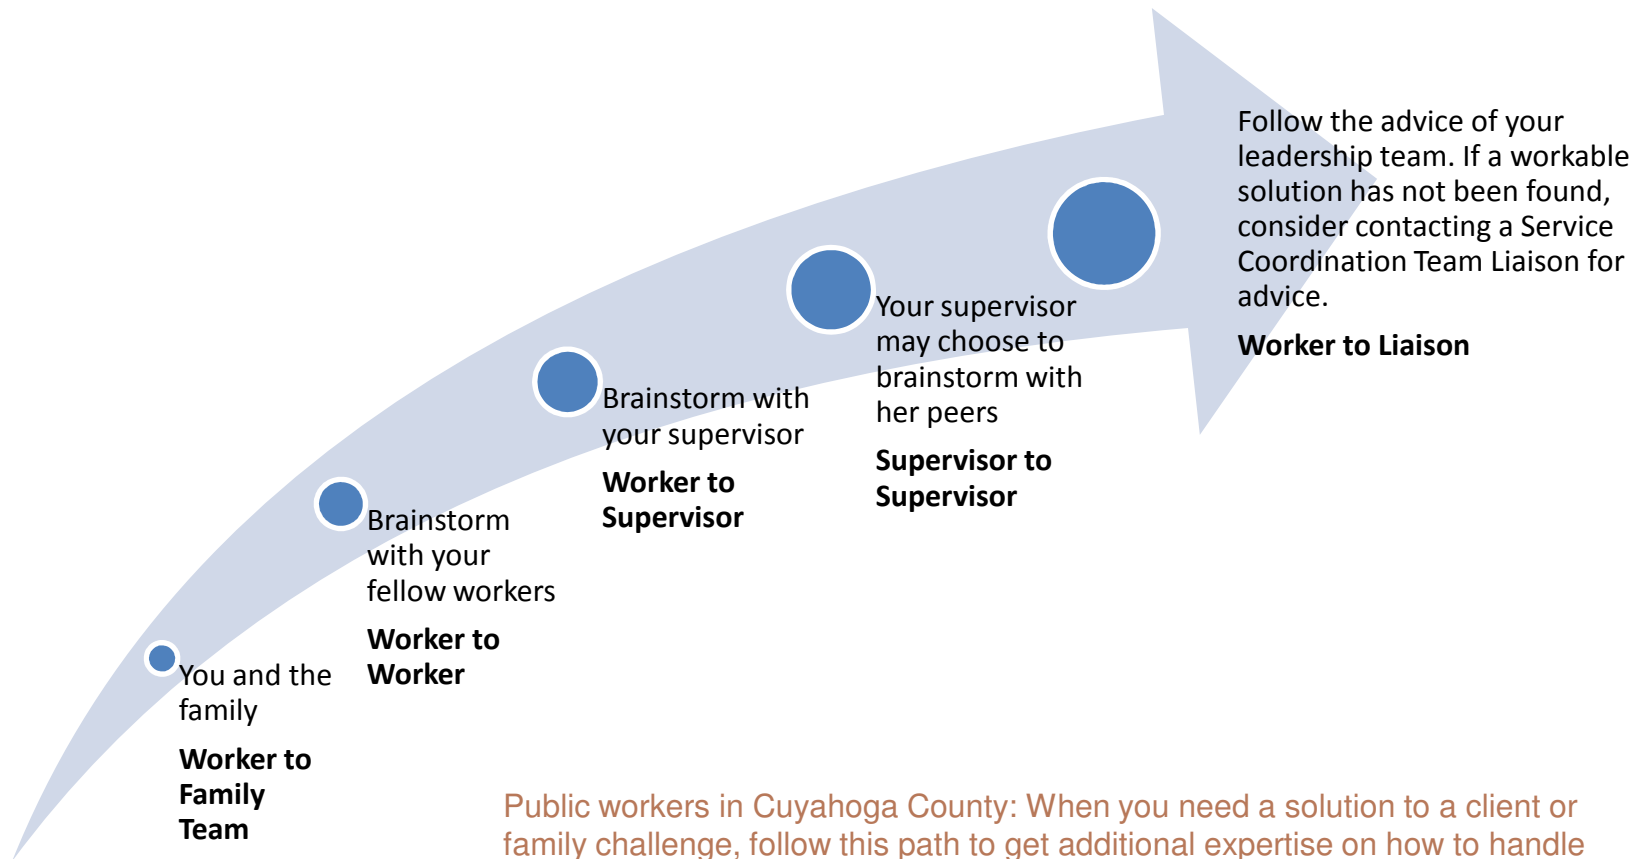 You and the
family
Worker to
Family
Team
Brainstorm
with your
fellow workers
Worker to
Worker
Brainstorm with
your supervisor
Worker to
Supervisor
Your supervisor
may choose to
brainstorm with
her peers
Supervisor to
Supervisor
Follow the advice of your
leadership team. If a workable
solution has not been found,
consider contacting a Service
Coordination Team Liaison for
advice.
Worker to Liaison
Public workers in Cuyahoga County: When you need a solution to a client or
family challenge, follow this path to get additional expertise on how to handle